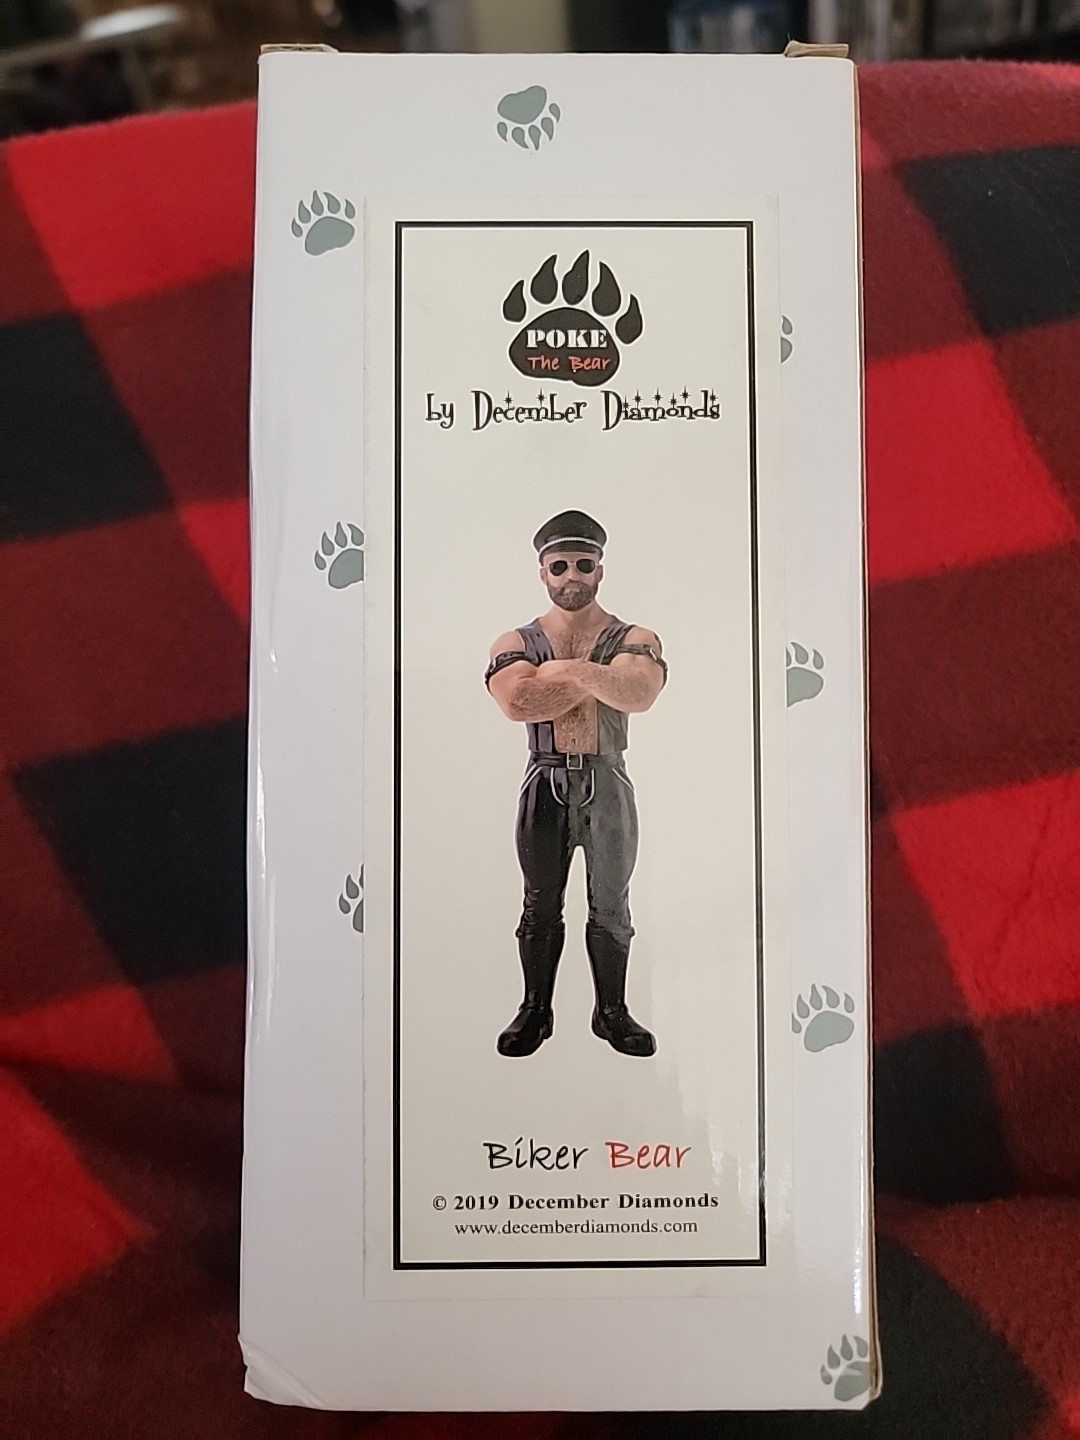 POKE
The Bear
by December Diamonds
Biker Bear
© 2019 December Diamonds
www.decemberdiamonds.com